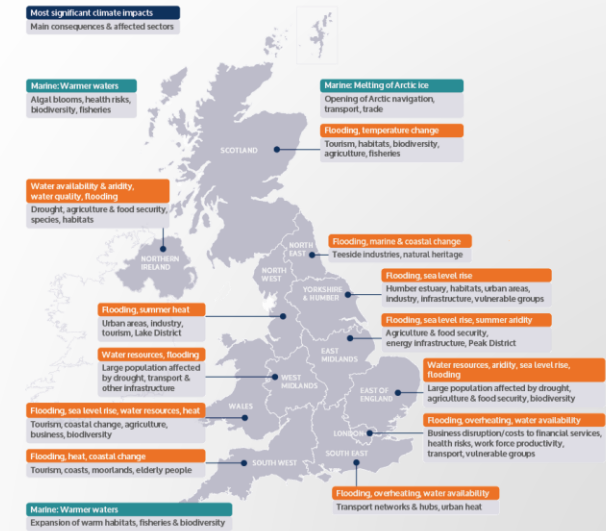 Most significant climate impacts
Main consequences & affected sectors
Marine: Warmer waters
Algal blooms, health risks,
biodiversity, fisheries
Marine: Melting of Arctic ice
Opening of Arctic navigation,
transport, trade
Flooding, temperature change
Tourism, habitats, biodiversity,
agriculture, fisheries
SCOTLAND
Water availability & aridity,
water quality, flooding
Drought, agriculture & food security,
species, habitats
NORTHERN
IRELAND
NORTH
EAST
Flooding, marine & coastal change
Teeside industries, natural heritage
NORTH
WEST
YORKSHIRE
& HUMBER
Flooding, sea level rise
Humber estuary, habitats, urban areas,
industry, infrastructure, vulnerable groups
Flooding, summer heat
Urban areas, industry,
tourism, Lake District
Flooding, sea level rise, summer aridity
Agriculture & food security,
energy infrastructure, Peak District
EAST
MIDLANDS
Water resources, flooding
Large population affected
by drought, transport &
other infrastructure
WEST
MIDLANDS
Water resources, aridity, sea level rise,
flooding
Large population affected by drought,
agriculture & food security, biodiversity
EAST OF
ENGLAND
Flooding, sea level rise, water resources, heat
Tourism, coastal change, agriculture,
business, biodiversity
WALES
Flooding, overheating, water availability
Business disruption/costs to financial services,
health risks, work force productivity,
transport, vulnerable groups
LONDON
Flooding, heat, coastal change
Tourism, coasts, moorlands, elderly people
SOUTH WEST
SOUTH EAST
Flooding, overheating, water availability
Transport networks & hubs, urban heat
Marine: Warmer waters
Expansion of warm habitats, fisheries & biodiversity